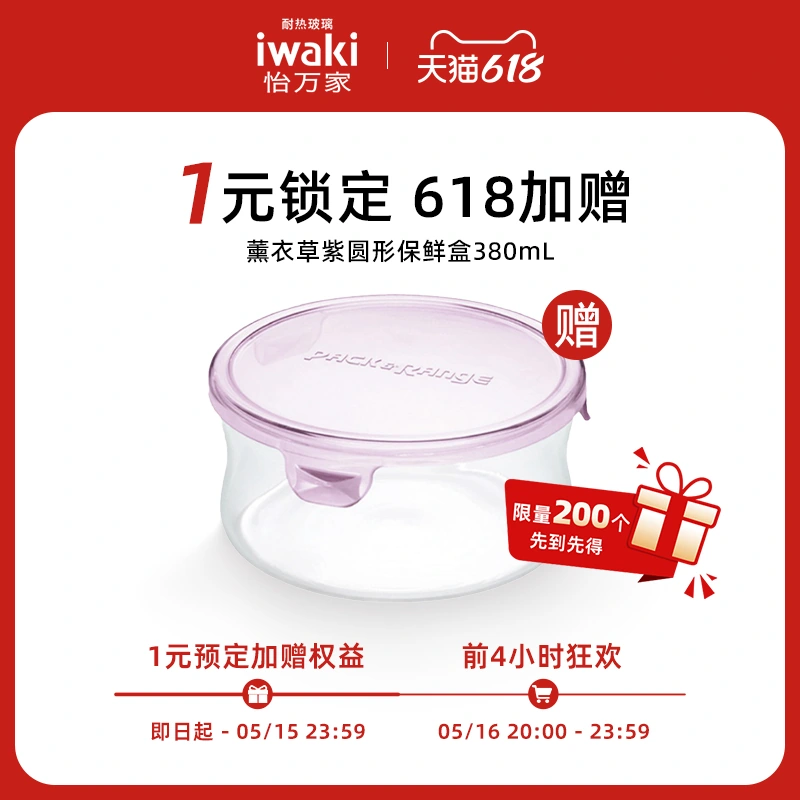 耐热玻璃
iwaki
怡万家
天猫618
1元锁定 618加赠
薰衣草紫圆形保鲜盒380mL
赠
PACK&RANGE
限量200个
先到先得
1元预定加赠权益
前4小时狂欢
即日起 - 05/15 23:59
05/16 20:00 - 23:59